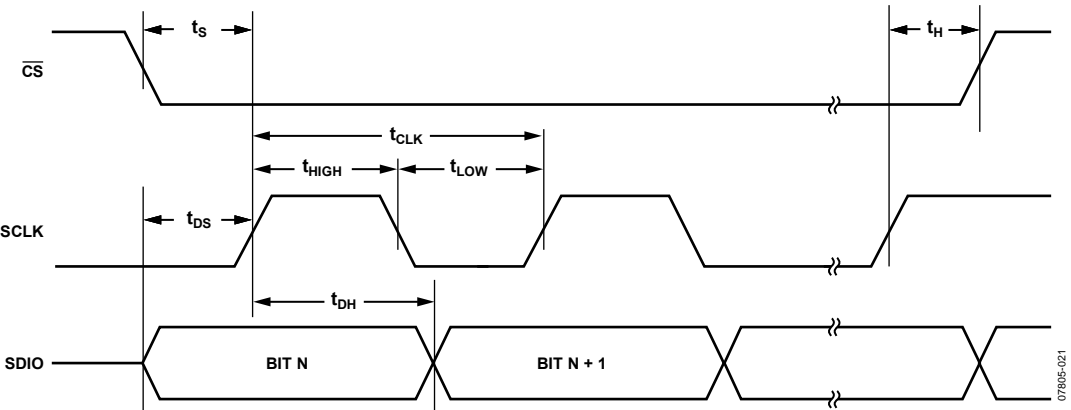 tS
tH
CS
tCLK
tHIGH
tLOW
tDS
SCLK
tDH
SDIO
BIT N
BIT N + 1
07805-021